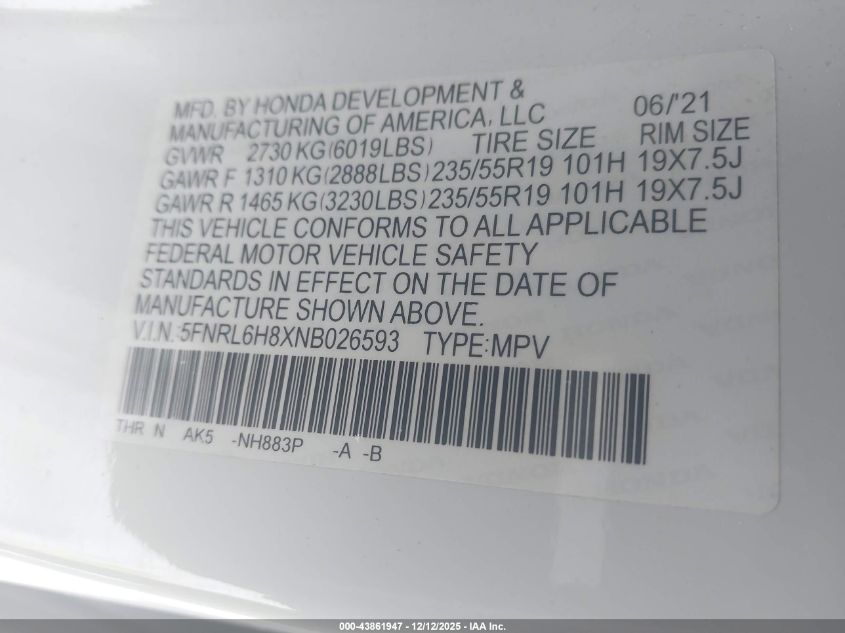 MFD. BY HONDA DEVELOPMENT &
MANUFACTURING OF AMERICA, LLC 06/'21
GVWR 2730 KG(6019LBS) TIRE SIZE RIM SIZE
GAWR F 1310 KG(2888LBS)235/55R19 101H 19X7.5J
GAWR R 1465 KG(3230LBS)235/55R19 101H 19X7.5J
THIS VEHICLE CONFORMS TO ALL APPLICABLE
FEDERAL MOTOR VEHICLE SAFETY
STANDARDS IN EFFECT ON THE DATE OF
MANUFACTURE SHOWN ABOVE.
V.I.N.:5FNRL6H8XNB026593 TYPE:MPV
THR N AK5 -NH883P -A -B
000-43861947 - 12/12/2025 - IAA Inc.